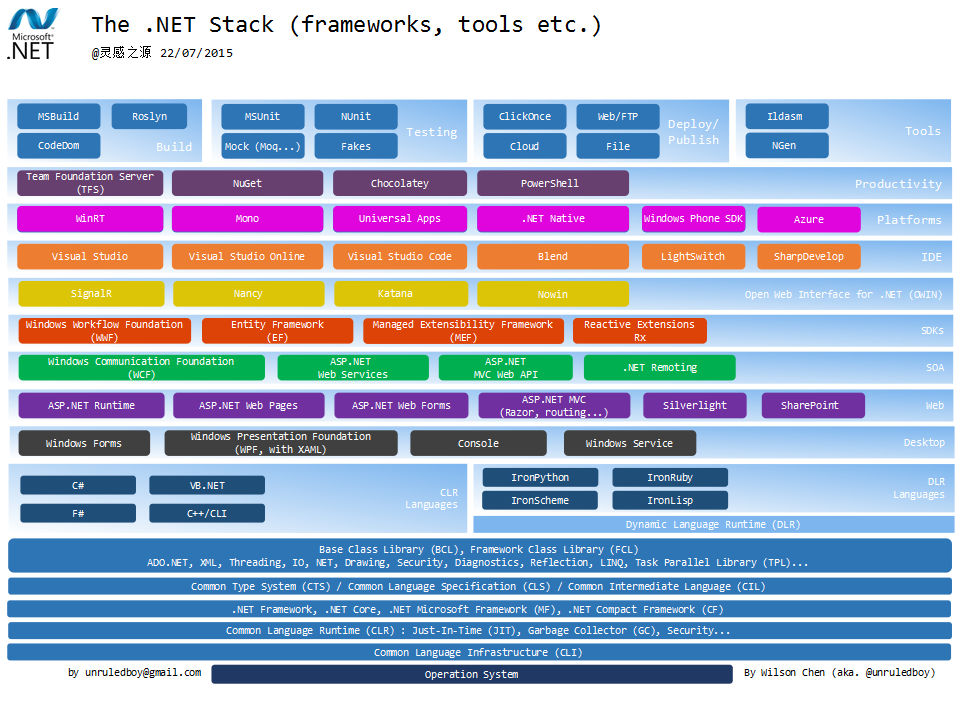 Microsoft®
.NET
The .NET Stack (frameworks, tools etc.)
@灵感之源 22/07/2015
MSBuild
Roslyn
CodeDom
Build
MSUnit
NUnit
Mock (Moq...)
Fakes
Testing
ClickOnce
Web/FTP
Cloud
File
Deploy/
Publish
Ildasm
NGen
Tools
Team Foundation Server
(TFS)
NuGet
Chocolatey
PowerShell
Productivity
WinRT
Mono
Universal Apps
.NET Native
Windows Phone SDK
Azure
Platforms
Visual Studio
Visual Studio Online
Visual Studio Code
Blend
LightSwitch
SharpDevelop
IDE
SignalR
Nancy
Katana
Nowin
Open Web Interface for .NET (OWIN)
Windows Workflow Foundation
(WWF)
Entity Framework
(EF)
Managed Extensibility Framework
(MEF)
Reactive Extensions
Rx
SDKs
Windows Communication Foundation
(WCF)
ASP.NET
Web Services
ASP.NET
MVC Web API
.NET Remoting
SOA
ASP.NET Runtime
ASP.NET Web Pages
ASP.NET Web Forms
ASP.NET MVC
(Razor, routing...)
Silverlight
SharePoint
Web
Windows Forms
Windows Presentation Foundation
(WPF, with XAML)
Console
Windows Service
Desktop
C#
VB.NET
F#
C++/CLI
CLR
Languages
IronPython
IronRuby
IronScheme
IronLisp
DLR
Languages
Dynamic Language Runtime (DLR)
Base Class Library (BCL), Framework Class Library (FCL)
ADO.NET, XML, Threading, IO, NET, Drawing, Security, Diagnostics, Reflection, LINQ, Task Parallel Library (TPL)...
Common Type System (CTS) / Common Language Specification (CLS) / Common Intermediate Language (CIL)
.NET Framework, .NET Core, .NET Microsoft Framework (MF), .NET Compact Framework (CF)
Common Language Runtime (CLR) : Just-In-Time (JIT), Garbage Collector (GC), Security...
Common Language Infrastructure (CLI)
by unruledboy@gmail.com
Operation System
By Wilson Chen (aka. @unruledboy)